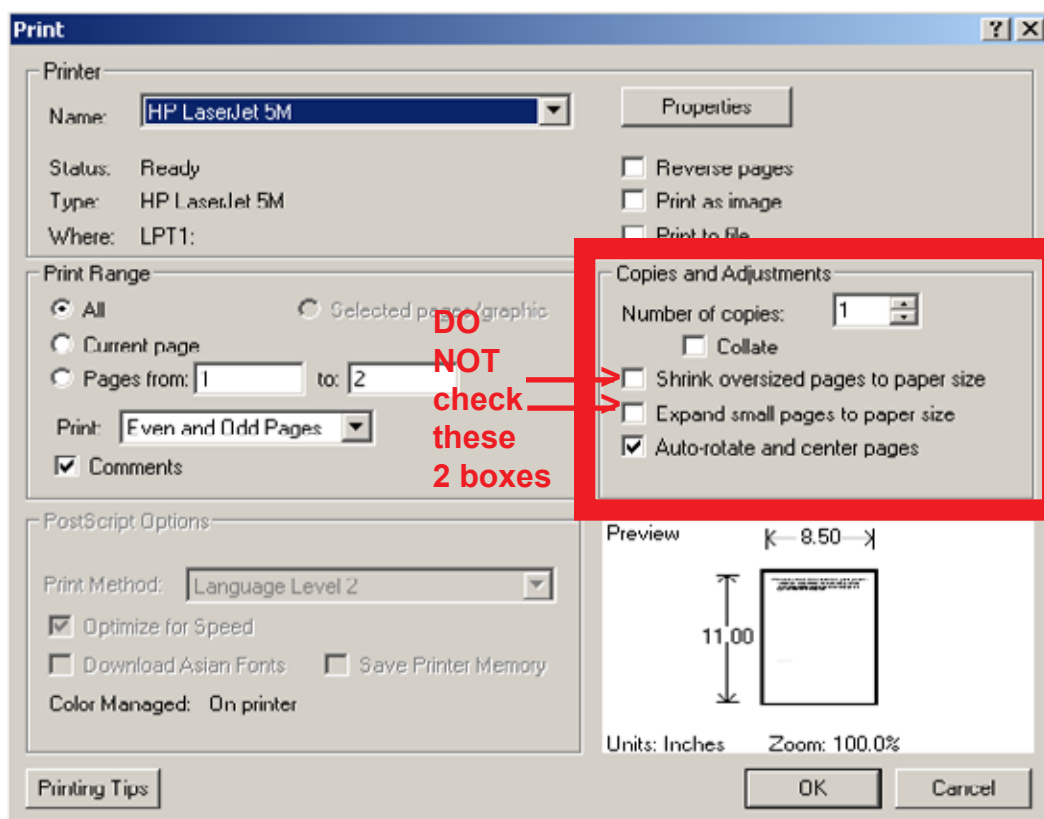 Print
Printer
Name: HP LaserJet 5M
Properties
Status: Ready
Type: HP LaserJet 5M
Where: LPT1:
Reverse pages
Print as image
Print to file
Print Range
All
Selected pages/graphic
Current page
Pages from: 1 to: 2
Print: Even and Odd Pages
Comments
DO
NOT
check
these
2 boxes
Copies and Adjustments
Number of copies: 1
Collate
Shrink oversized pages to paper size
Expand small pages to paper size
Auto-rotate and center pages
PostScript Options
Print Method: Language Level 2
Optimize for Speed
Download Asian Fonts Save Printer Memory
Color Managed: On printer
Preview
8.50
11.00
Units: Inches Zoom: 100.0%
Printing Tips
OK
Cancel